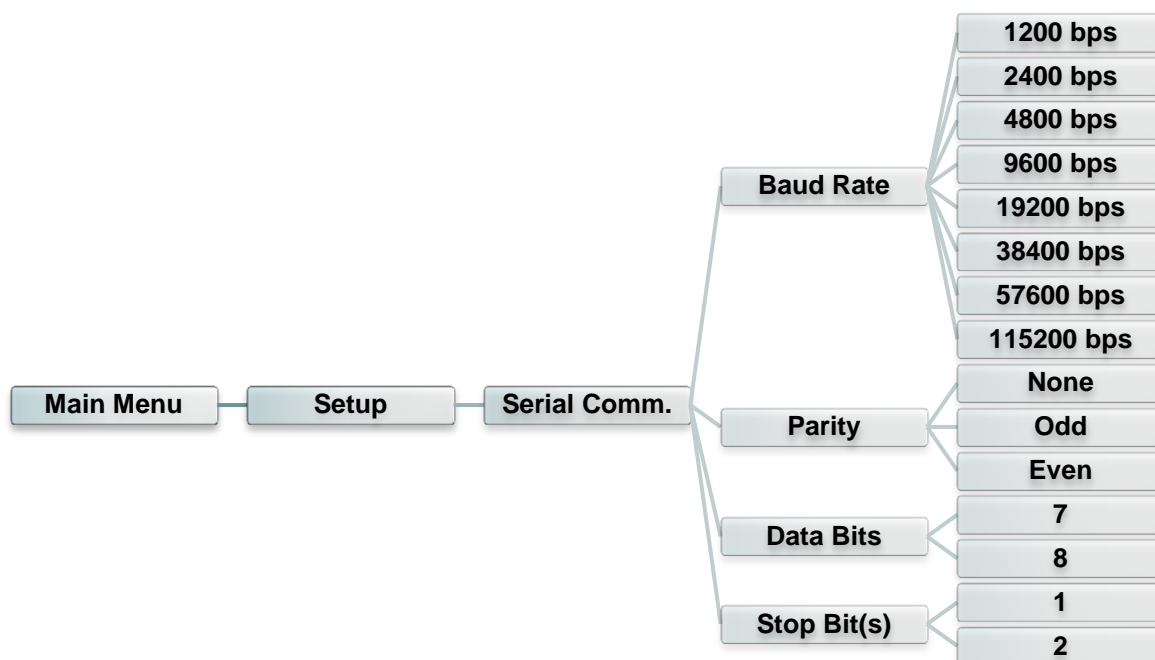 Main Menu
Setup
Serial Comm.
Baud Rate
1200 bps
2400 bps
4800 bps
9600 bps
19200 bps
38400 bps
57600 bps
115200 bps
Parity
None
Odd
Even
Data Bits
7
8
Stop Bit(s)
1
2